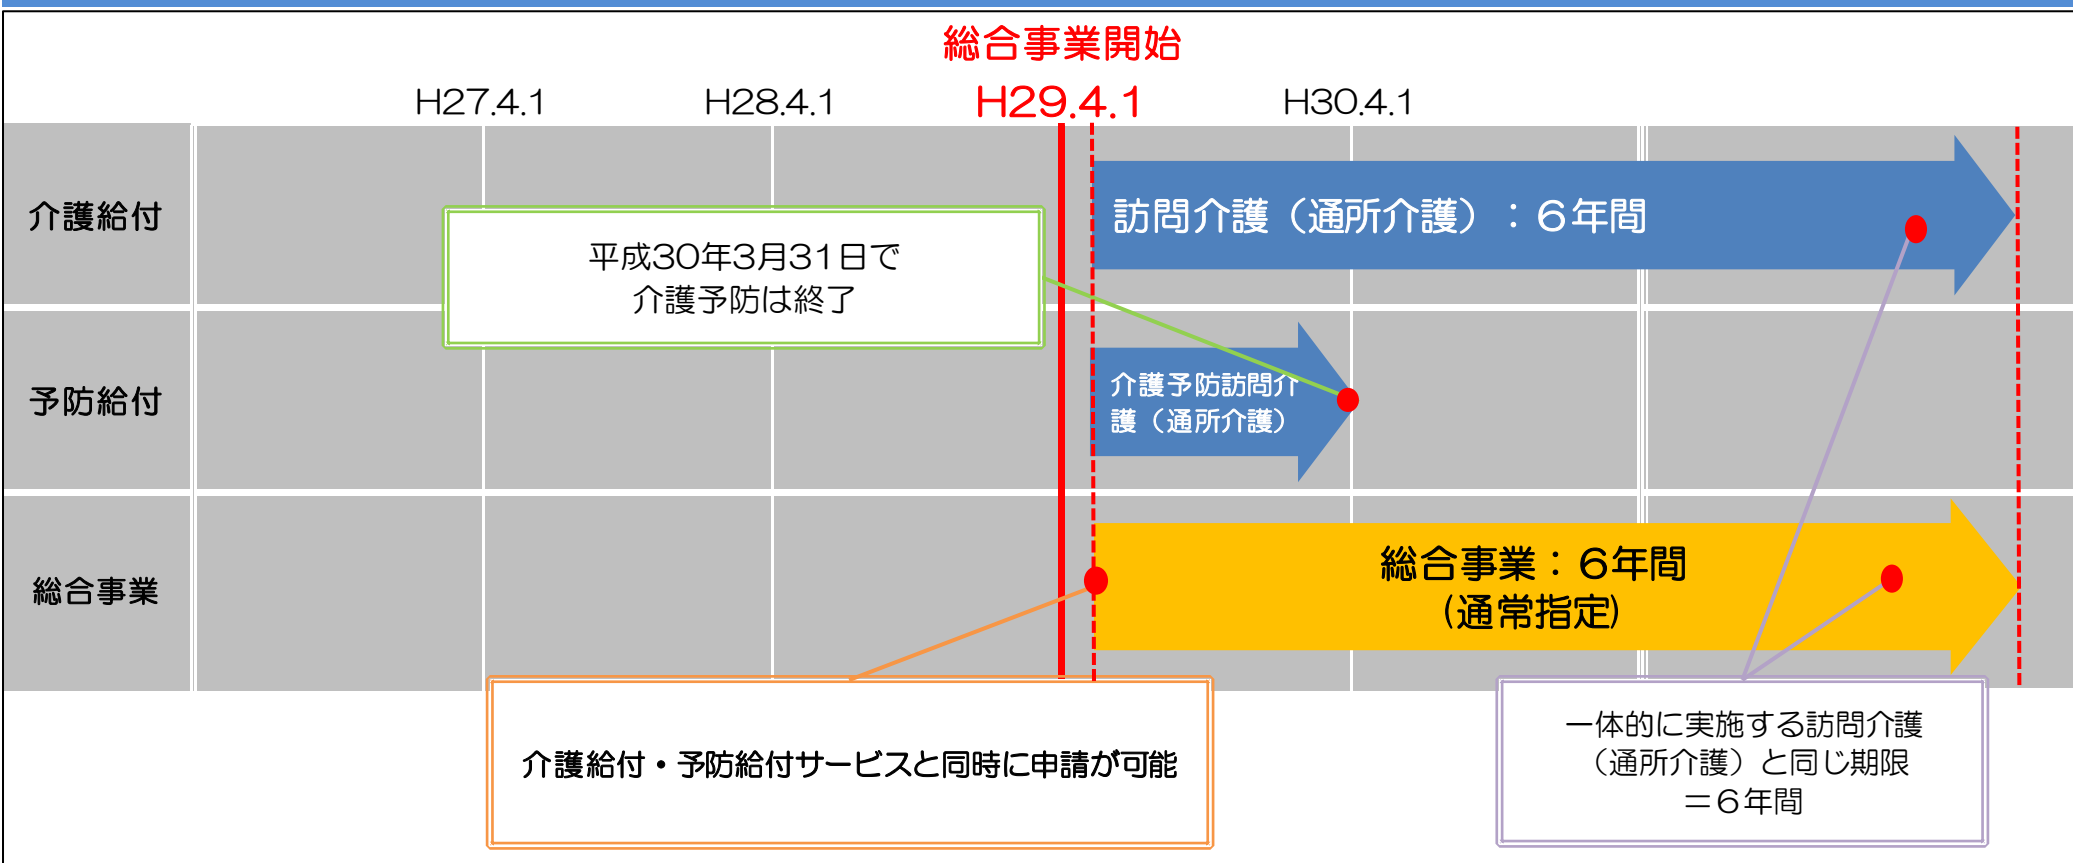 総合事業開始
H27.4.1
H28.4.1
H29.4.1
H30.4.1
介護給付
訪問介護（通所介護）：６年間
平成30年3月31日で
介護予防は終了
予防給付
介護予防訪問介
護（通所介護）
総合事業
総合事業：６年間
(通常指定)
介護給付・予防給付サービスと同時に申請が可能
一体的に実施する訪問介護
（通所介護）と同じ期限
＝６年間